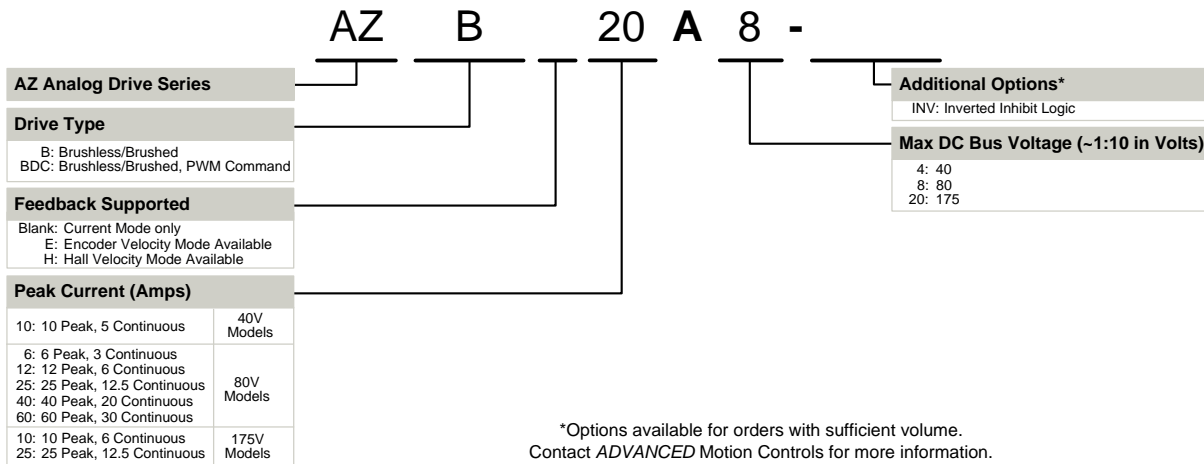 AZ B 20 A 8 -
AZ Analog Drive Series
Drive Type
B: Brushless/Brushed
BDC: Brushless/Brushed, PWM Command
Feedback Supported
Blank: Current Mode only
E: Encoder Velocity Mode Available
H: Hall Velocity Mode Available
Peak Current (Amps)
10: 10 Peak, 5 Continuous
40V
Models
6: 6 Peak, 3 Continuous
12: 12 Peak, 6 Continuous
25: 25 Peak, 12.5 Continuous
40: 40 Peak, 20 Continuous
60: 60 Peak, 30 Continuous
80V
Models
10: 10 Peak, 6 Continuous
25: 25 Peak, 12.5 Continuous
175V
Models
Additional Options*
INV: Inverted Inhibit Logic
Max DC Bus Voltage (~1:10 in Volts)
4: 40
8: 80
20: 175
*Options available for orders with sufficient volume.
Contact ADVANCED Motion Controls for more information.